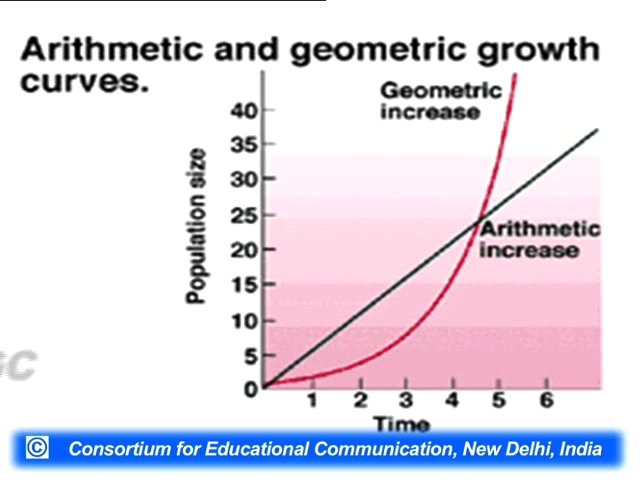 Arithmetic and geometric growth
curves.
Geometric
increase
40
35
30
25
20
15
10
5
0
Population size
Arithmetic
increase
1 2 3 4 5 6
Time
© Consortium for Educational Communication, New Delhi, India